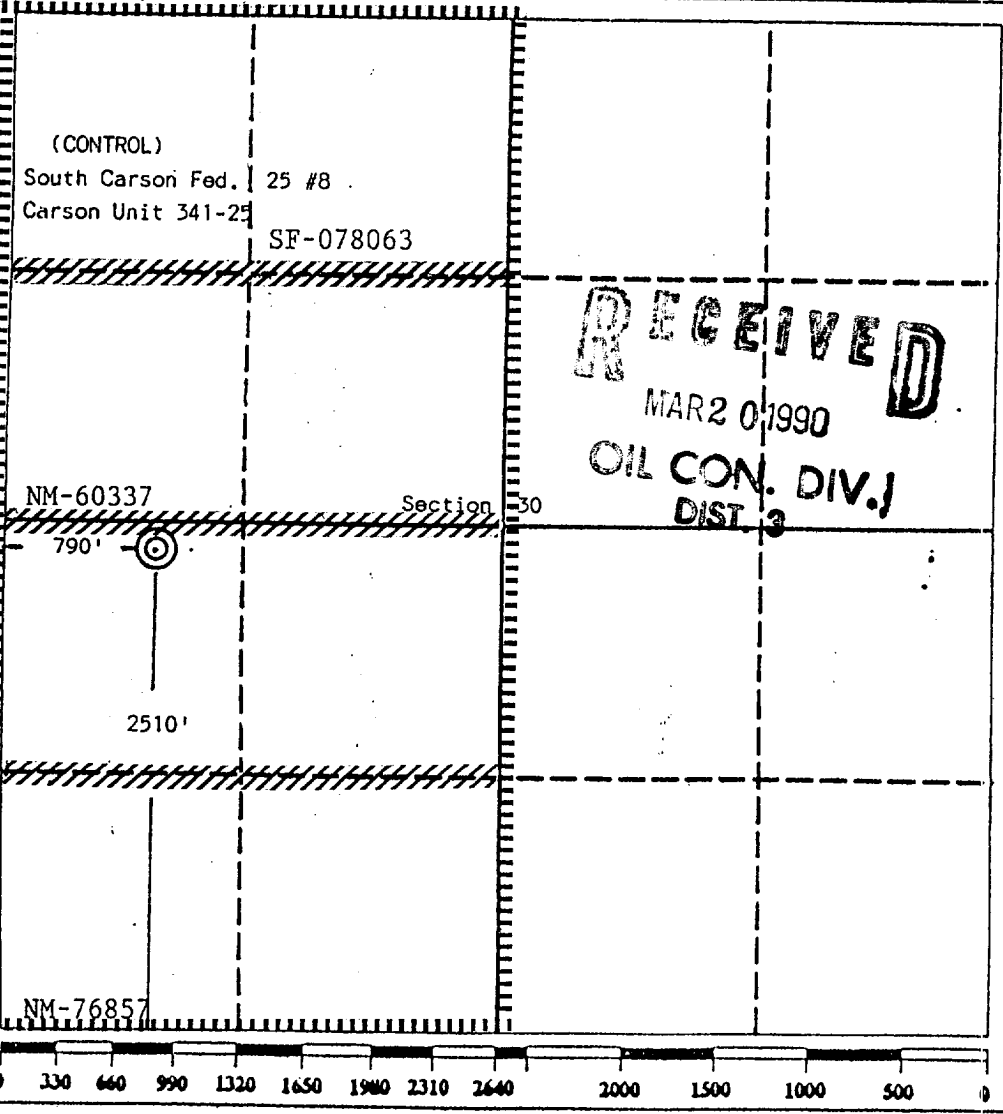 (CONTROL)
South Carson Fed. 25 #8
Carson Unit 341-25
SF-078063
RECEIVED
MAR20 1990
OIL CON. DIV.
DIST. 3
NM-60337
Section 30
790'
2510'
NM-76857
0 330 660 990 1320 1650 1980 2310 2640 2000 1500 1000 500 0